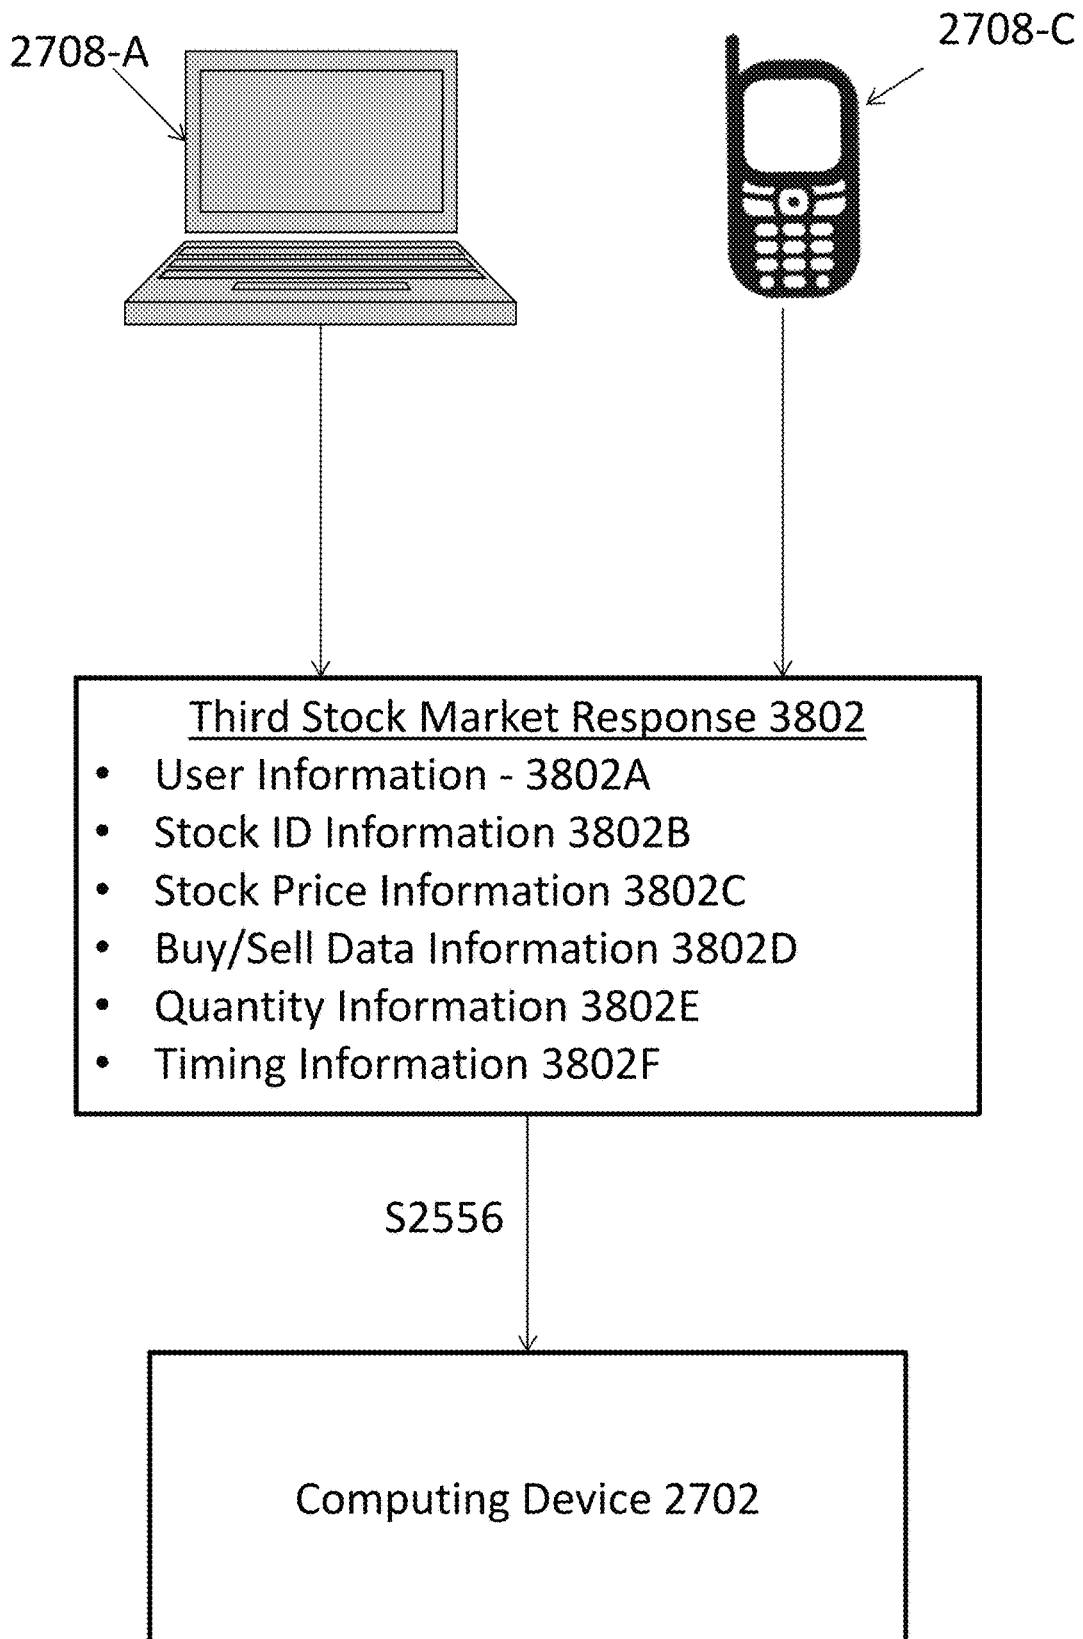 2708-A
2708-C
Third Stock Market Response 3802
• User Information - 3802A
• Stock ID Information 3802B
• Stock Price Information 3802C
• Buy/Sell Data Information 3802D
• Quantity Information 3802E
• Timing Information 3802F
S2556
Computing Device 2702